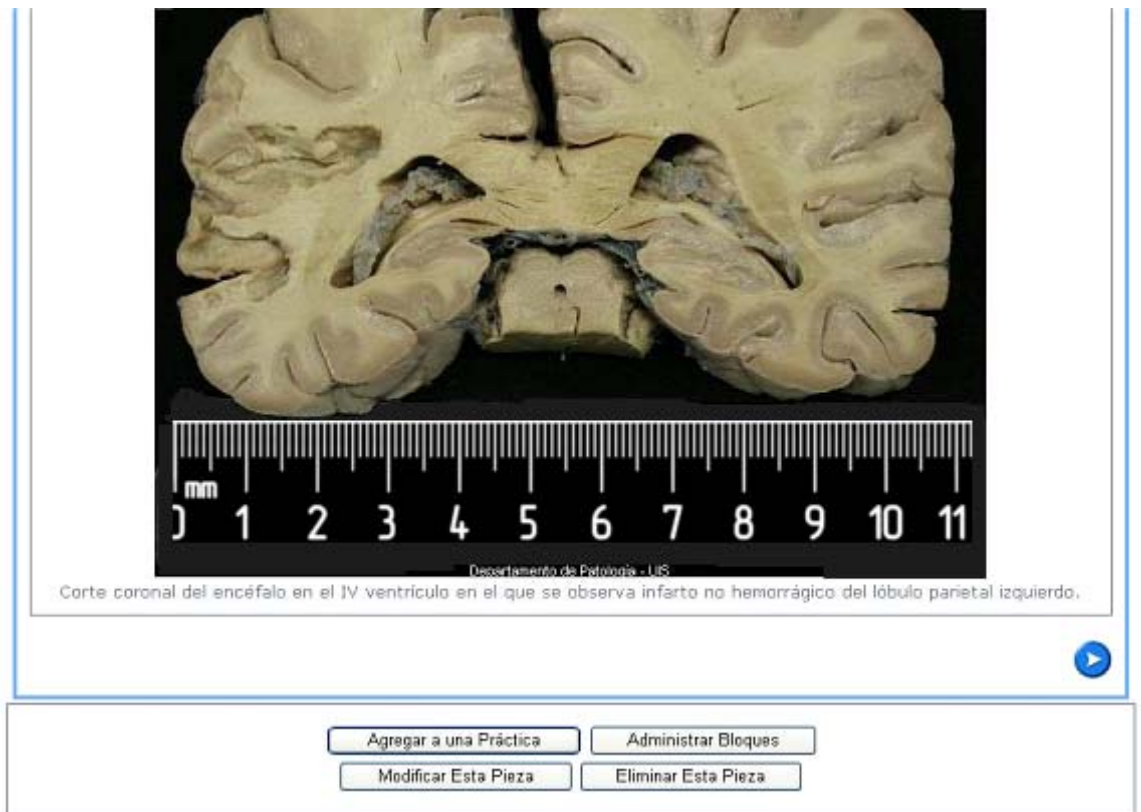 mm
0 1 2 3 4 5 6 7 8 9 10 11
Departamento de Patología - UIS
Corte coronal del encéfalo en el IV ventrículo en el que se observa infarto no hemorrágico del lóbulo parietal izquierdo.
Agregar a una Práctica
Administrar Bloques
Modificar Esta Pieza
Eliminar Esta Pieza